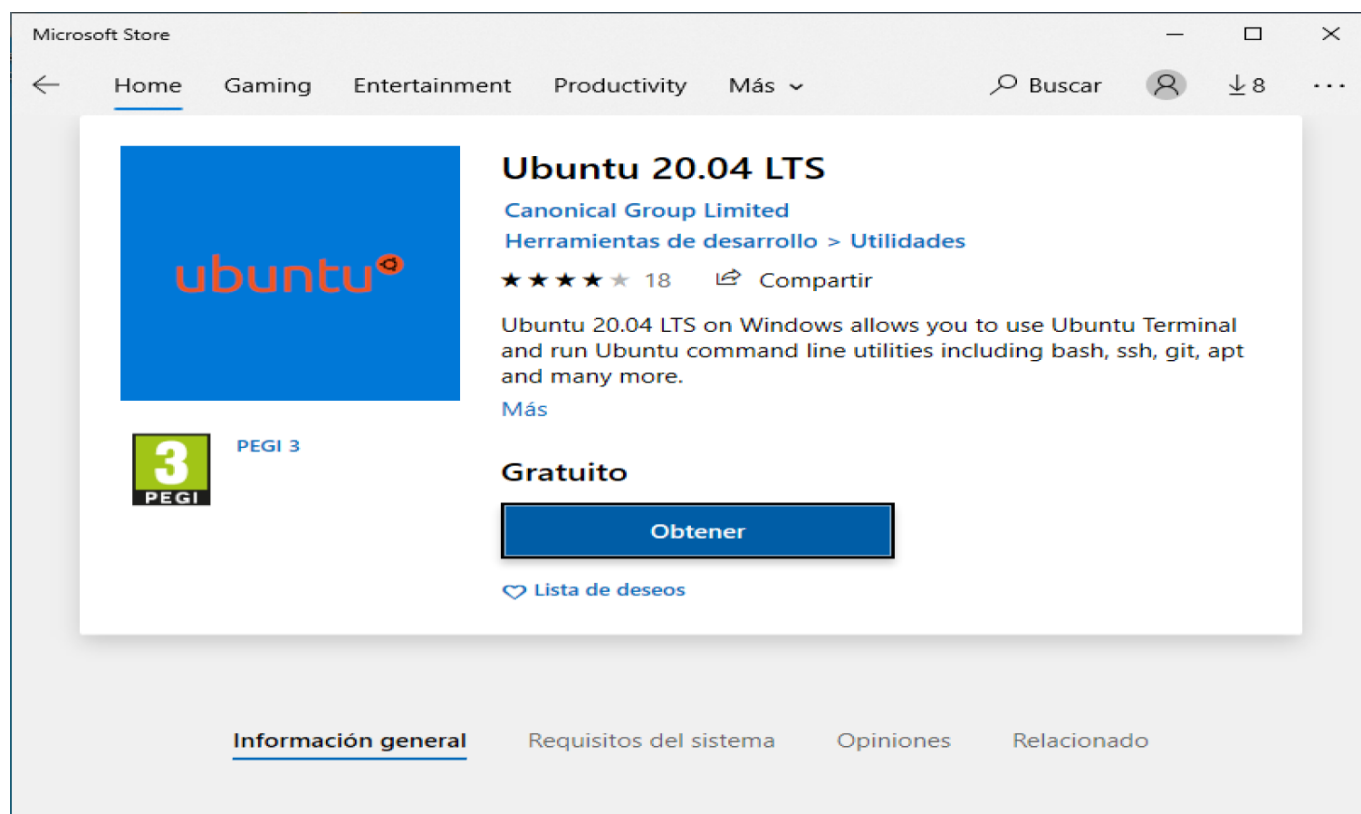 Microsoft Store
Home Gaming Entertainment Productivity Más Buscar 8
Ubuntu 20.04 LTS
Canonical Group Limited
Herramientas de desarrollo > Utilidades
ubuntu
18 Compartir
Ubuntu 20.04 LTS on Windows allows you to use Ubuntu Terminal
and run Ubuntu command line utilities including bash, ssh, git, apt
and many more.
Más
3
PEGI
PEGI 3
Gratuito
Obtener
Lista de deseos
Información general Requisitos del sistema Opiniones Relacionado